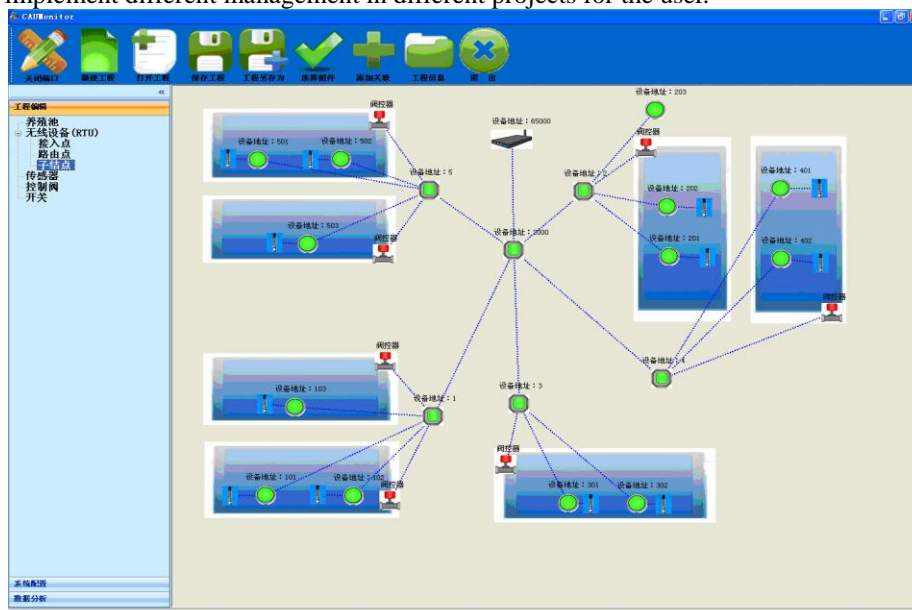 implement different management in different projects for the user.
CAUMonitor
关闭端口 新建工程 打开工程 保存工程 工程另存为 选择组件 添加关联 工程信息 退 出
«
工程编辑
养殖池
无线设备(RTU)
接入点
路由点
子结点
传感器
控制阀
开关
系统配置
数据分析
设备地址：203
阀控器
设备地址：65000
阀控器
设备地址：501
设备地址：502
设备地址：5
设备地址：2
设备地址：401
设备地址：202
设备地址：503
阀控器
设备地址：2000
设备地址：201
设备地址：402
阀控器
阀控器
设备地址：4
设备地址：103
设备地址：1
设备地址：3
阀控器
设备地址：101
设备地址：102
阀控器
设备地址：301
设备地址：302